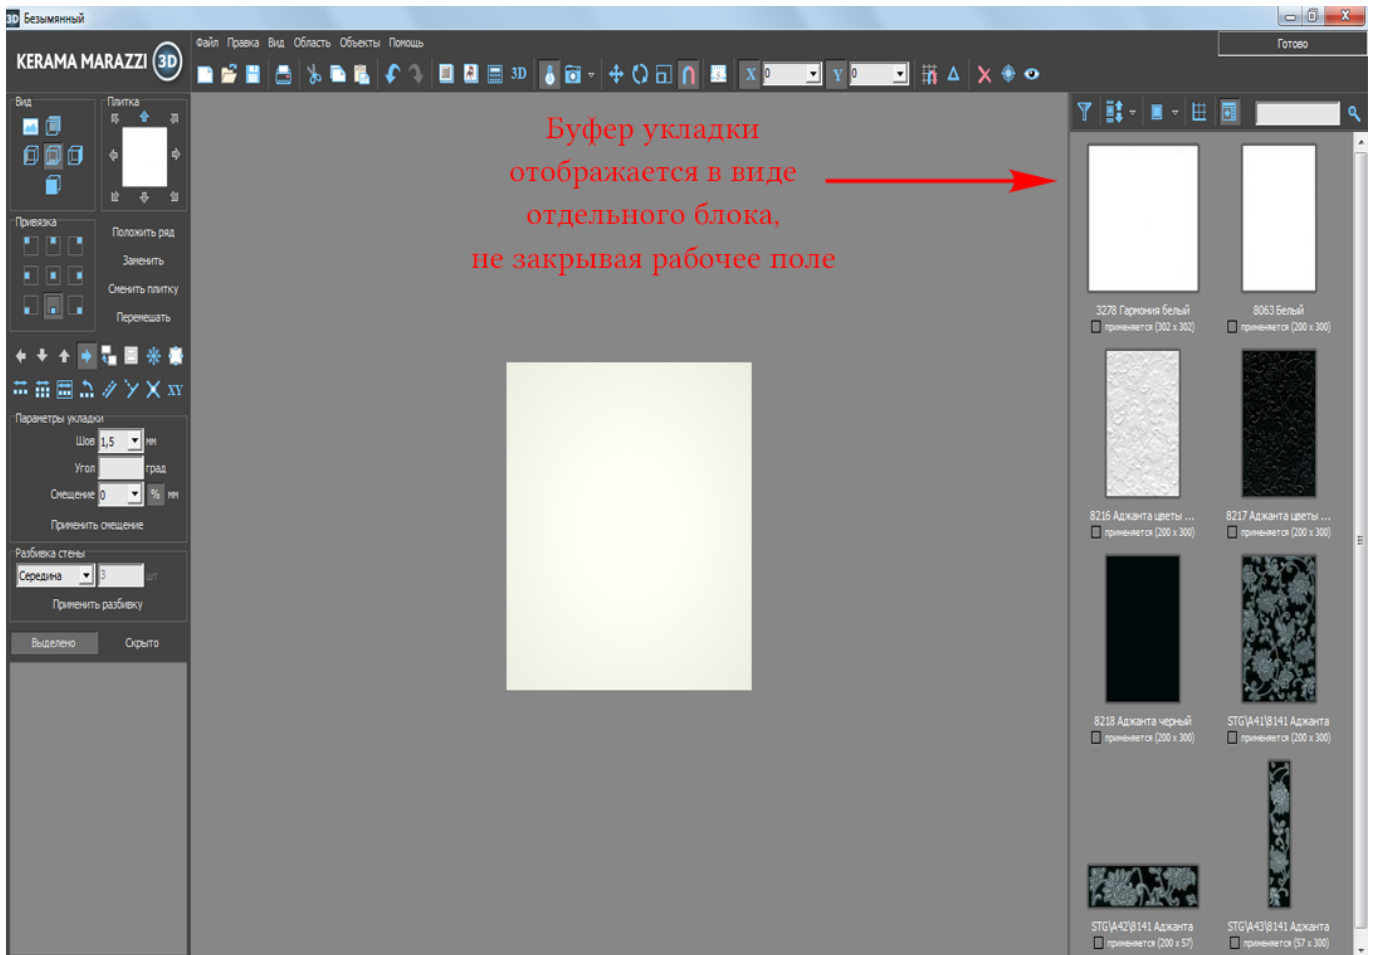 3D Безымянный
KERAMA MARAZZI 3D
Файл Правка Вид Область Объекты Помощь
Готово
3D
X 0
Y 0
Вид
Плитка
Привязка
Положить ряд
Заменить
Сменить плитку
Перемешать
XY
Параметры укладки
Шов 1,5 мм
Угол град
Смещение 0 % мм
Применить смещение
Разбивка стены
Середина 3 шт
Применить разбивку
Выделено Скрыто
Буфер укладки
отображается в виде
отдельного блока,
не закрывая рабочее поле
3278 Гармония белый
применяется (302 x 302)
8063 Белый
применяется (200 x 300)
8216 Аджанта цветы ...
применяется (200 x 300)
8217 Аджанта цветы ...
применяется (200 x 300)
8218 Аджанта черный
применяется (200 x 300)
STG\A41\8141 Аджанта
применяется (200 x 300)
STG\A42\8141 Аджанта
применяется (200 x 57)
STG\A43\8141 Аджанта
применяется (57 x 300)